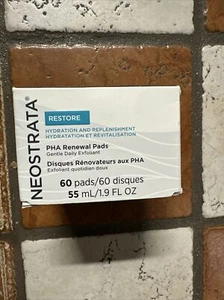 NEOSTRATA®
RESTORE
HYDRATION AND REPLENISHMENT
HYDRATATION ET REVITALISATION
PHA Renewal Pads
Gentle Daily Exfoliant
Disques Rénovateurs aux PHA
Exfoliant quotidien doux
60 pads/60 disques
55 mL/1.9 FL OZ